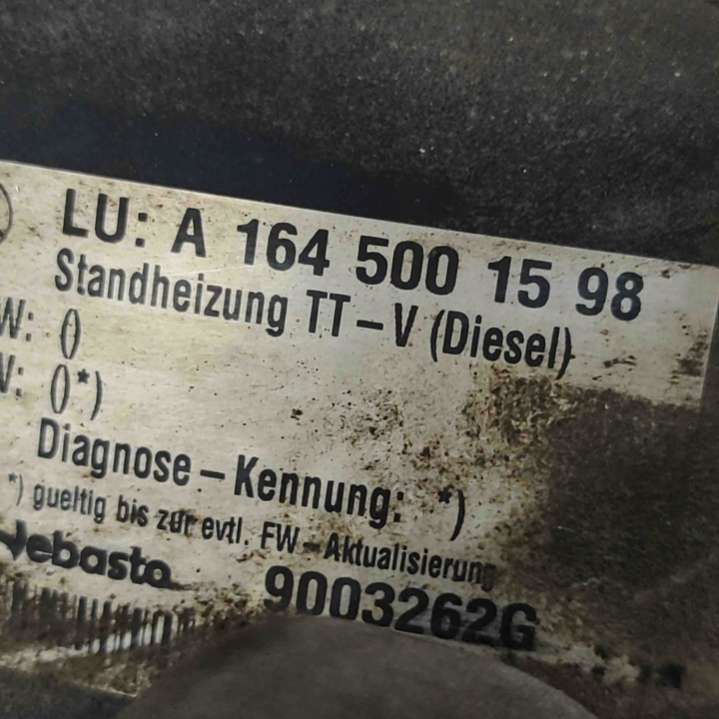 LU: A 164 500 15 98
Standheizung TT-V (Diesel)
W: ()
V: ()*)
Diagnose-Kennung: *)
*) gueltig bis zur evtl. FW-Aktualisierung
Webasto 9003262G